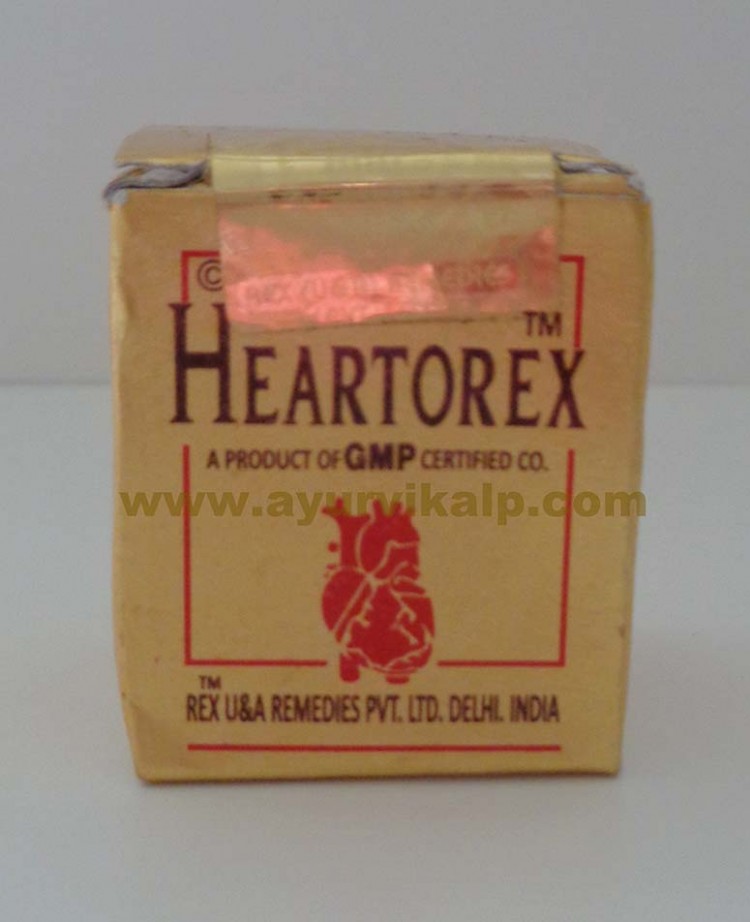 ©
™
HEARTOREX
A PRODUCT OF GMP CERTIFIED CO.
www.ayurvikalp.com
™
REX U&A REMEDIES PVT. LTD. DELHI. INDIA